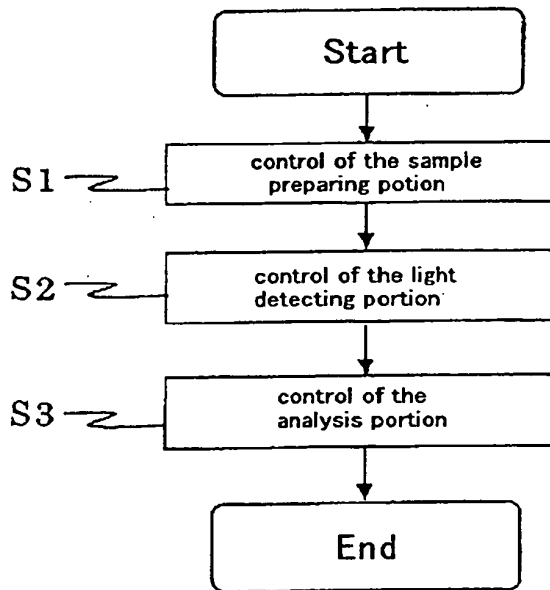 Start
S1
control of the sample
preparing potion
S2
control of the light
detecting portion
S3
control of the
analysis portion
End